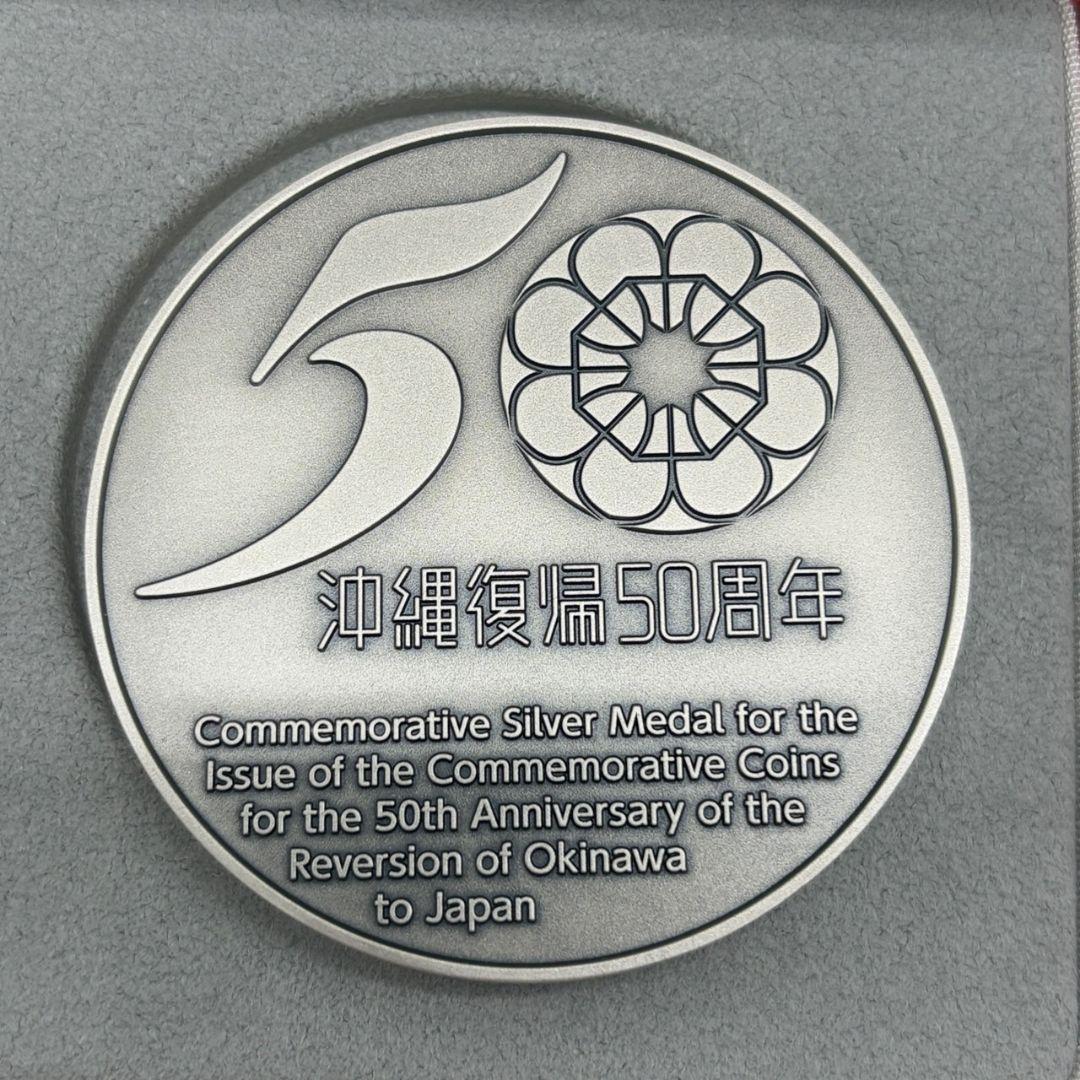 50
沖縄復帰50周年
Commemorative Silver Medal for the
Issue of the Commemorative Coins
for the 50th Anniversary of the
Reversion of Okinawa
to Japan